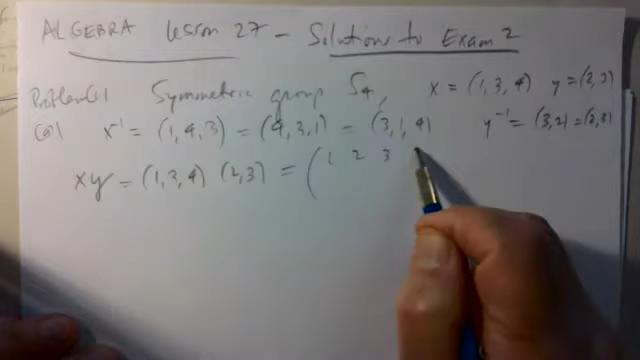 ALGEBRA Lesson 27 - Solutions to Exam 2
Problem 1 Symmetric group S₄, x = (1,3,4) y = (2,3)
(a) x⁻¹ = (1,4,3) = (4,3,1) = (3,1,4) y⁻¹ = (3,2) = (2,3)
xy = (1,3,4) (2,3) = ( 1 2 3